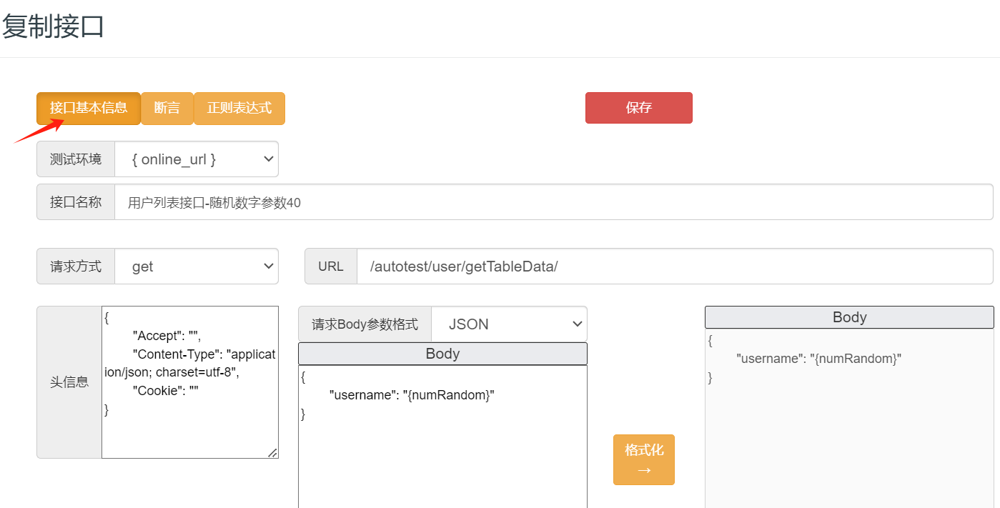 复制接口
接口基本信息 断言 正则表达式 保存
测试环境 { online_url }
接口名称 用户列表接口-随机数字参数40
请求方式 get URL /autotest/user/getTableData/
头信息
{
"Accept": "",
"Content-Type": "applicat
ion/json; charset=utf-8",
"Cookie": ""
}
请求Body参数格式 JSON
Body
{
"username": "{numRandom}"
}
格式化
→
Body
{
"username": "{numRandom}"
}